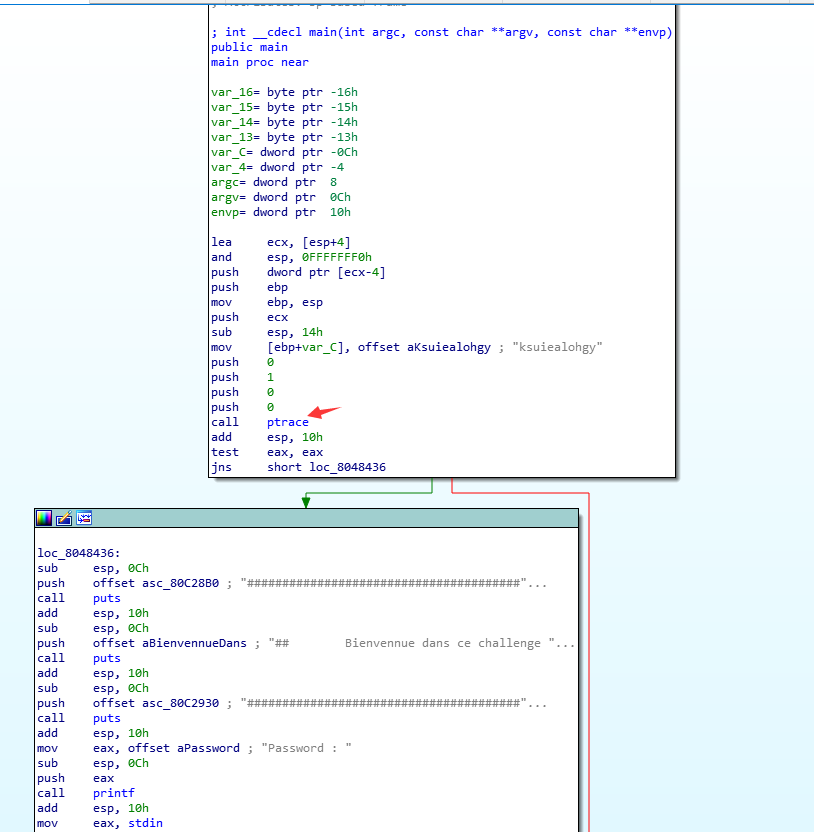 ; int __cdecl main(int argc, const char **argv, const char **envp)
public main
main proc near
var_16= byte ptr -16h
var_15= byte ptr -15h
var_14= byte ptr -14h
var_13= byte ptr -13h
var_C= dword ptr -0Ch
var_4= dword ptr -4
argc= dword ptr  8
argv= dword ptr  0Ch
envp= dword ptr  10h
lea     ecx, [esp+4]
and     esp, 0FFFFFFF0h
push    dword ptr [ecx-4]
push    ebp
mov     ebp, esp
push    ecx
sub     esp, 14h
mov     [ebp+var_C], offset aKsuiealohgy ; "ksuiealohgy"
push    0
push    1
push    0
push    0
call    ptrace
add     esp, 10h
test    eax, eax
jns     short loc_8048436
loc_8048436:
sub     esp, 0Ch
push    offset asc_80C28B0 ; "#######################################"...
call    puts
add     esp, 10h
sub     esp, 0Ch
push    offset aBienvennueDans ; "##        Bienvennue dans ce challenge "...
call    puts
add     esp, 10h
sub     esp, 0Ch
push    offset asc_80C2930 ; "#######################################"...
call    puts
add     esp, 10h
mov     eax, offset aPassword ; "Password : "
sub     esp, 0Ch
push    eax
call    printf
add     esp, 10h
mov     eax, stdin